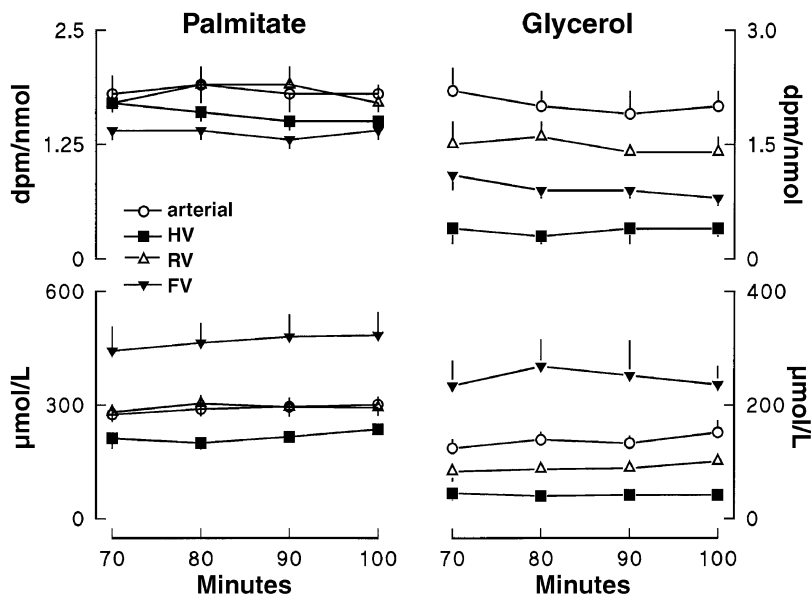 Palmitate Glycerol
2.5 3.0
dpm/nmol dpm/nmol
1.25 1.5
arterial
HV
RV
FV
0 0
600 400
µmol/L µmol/L
300 200
0 0
70 80 90 100 70 80 90 100
Minutes Minutes